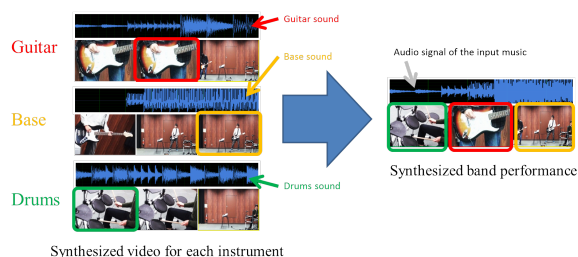 Guitar sound
Guitar
Base sound
Audio signal of the input music
Base
Synthesized band performance
Drums sound
Drums
Synthesized video for each instrument